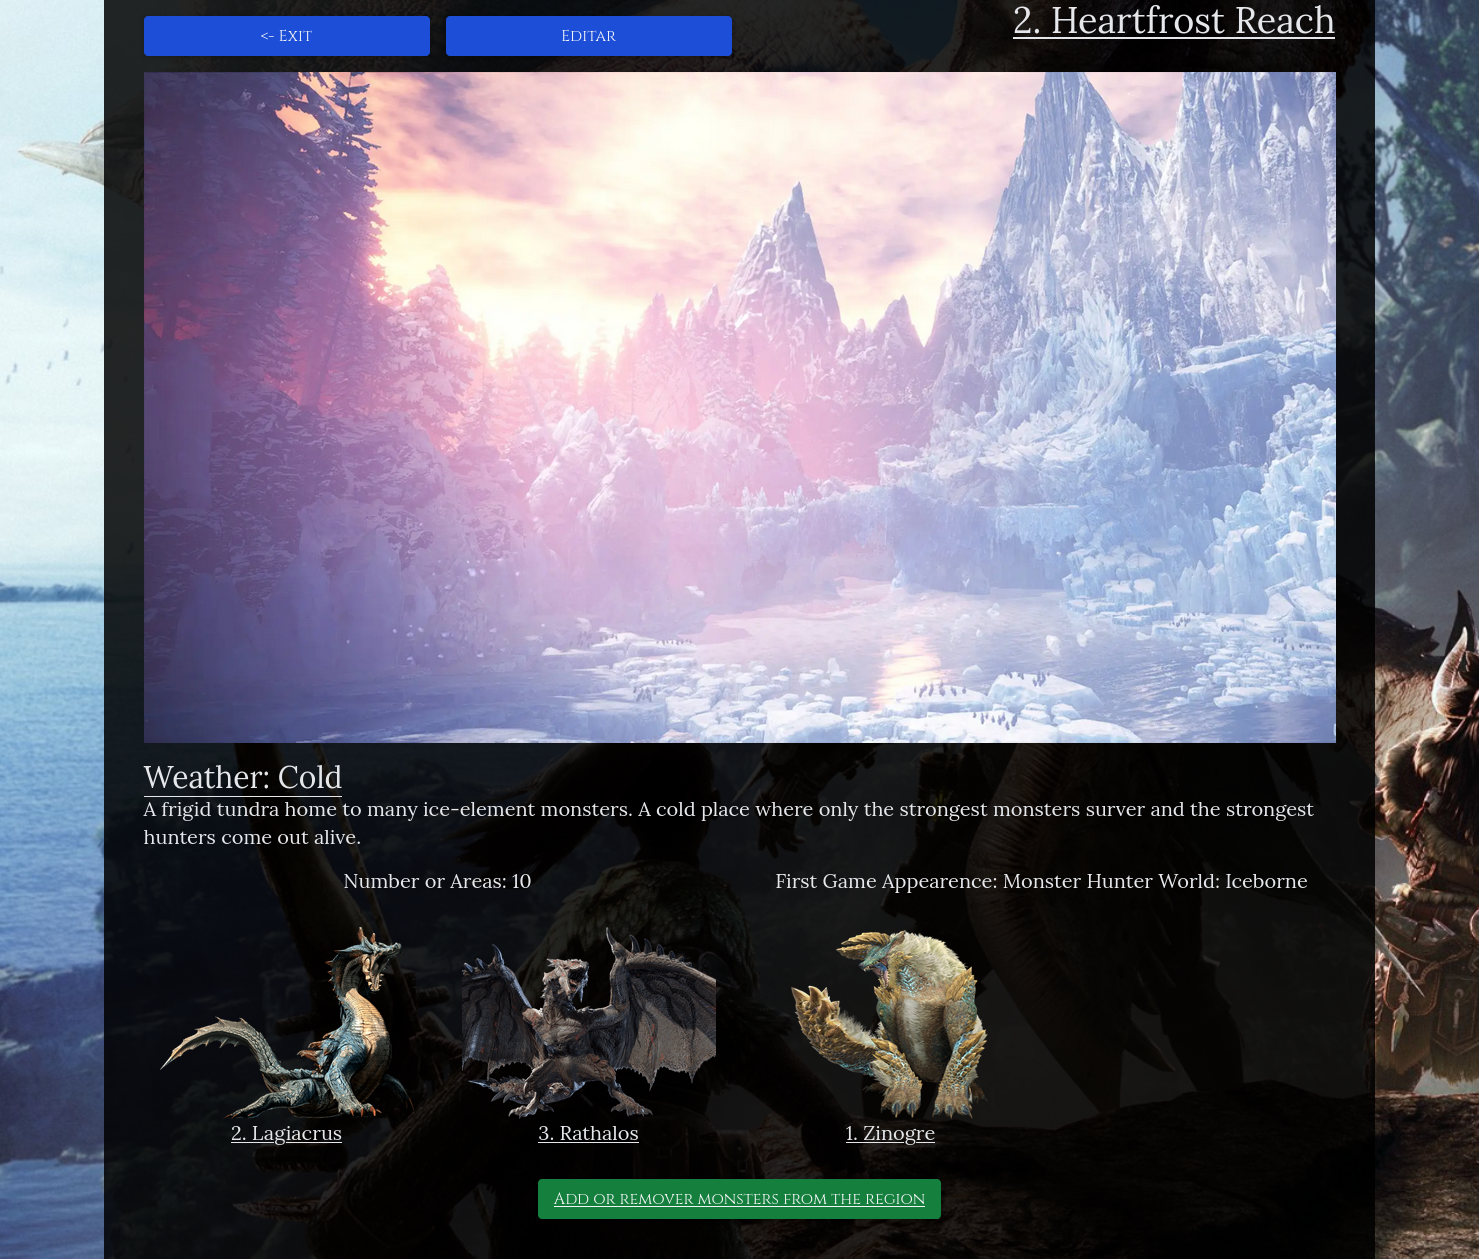 <- Exit
Editar
2. Heartfrost Reach
Weather: Cold
A frigid tundra home to many ice-element monsters. A cold place where only the strongest monsters surver and the strongest
hunters come out alive.
Number or Areas: 10
First Game Appearence: Monster Hunter World: Iceborne
2. Lagiacrus
3. Rathalos
1. Zinogre
Add or remover monsters from the region